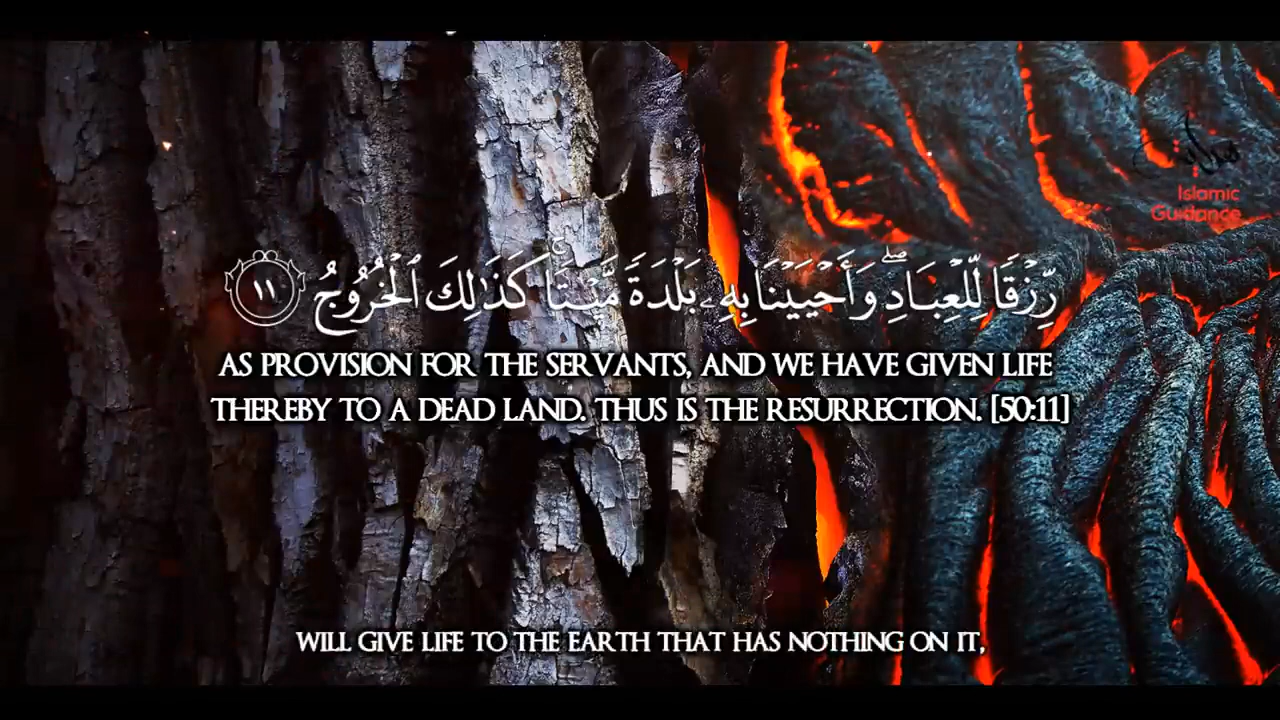 هداية
Islamic
Guidance
رِّزْقًا لِّلْعِبَادِ ۖ وَأَحْيَيْنَا بِهِۦ بَلْدَةً مَّيْتًا ۚ كَذَٰلِكَ ٱلْخُرُوجُ ١١
AS PROVISION FOR THE SERVANTS, AND WE HAVE GIVEN LIFE
THEREBY TO A DEAD LAND. THUS IS THE RESURRECTION. [50:11]
WILL GIVE LIFE TO THE EARTH THAT HAS NOTHING ON IT,